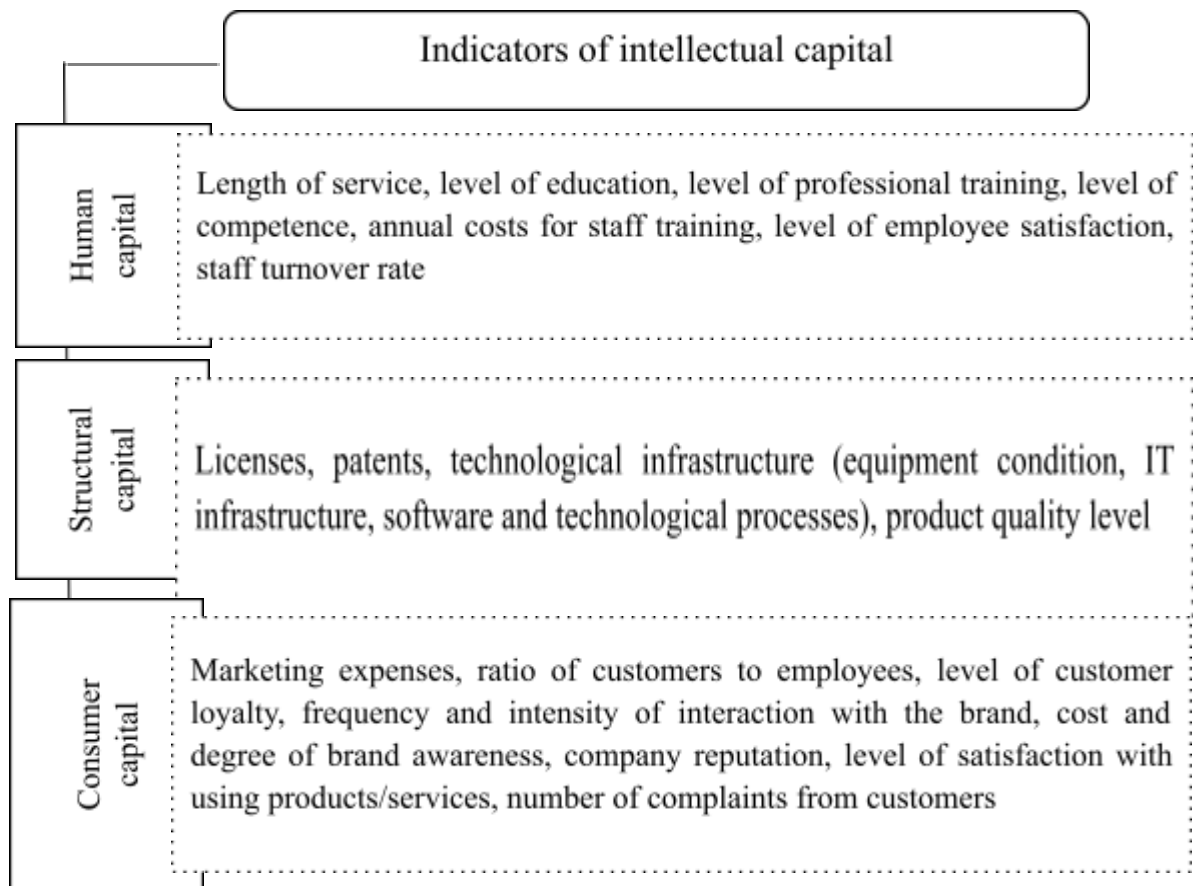 Indicators of intellectual capital
Human
capital
Length of service, level of education, level of professional training, level of
competence, annual costs for staff training, level of employee satisfaction,
staff turnover rate
Structural
capital
Licenses, patents, technological infrastructure (equipment condition, IT
infrastructure, software and technological processes), product quality level
Consumer
capital
Marketing expenses, ratio of customers to employees, level of customer
loyalty, frequency and intensity of interaction with the brand, cost and
degree of brand awareness, company reputation, level of satisfaction with
using products/services, number of complaints from customers